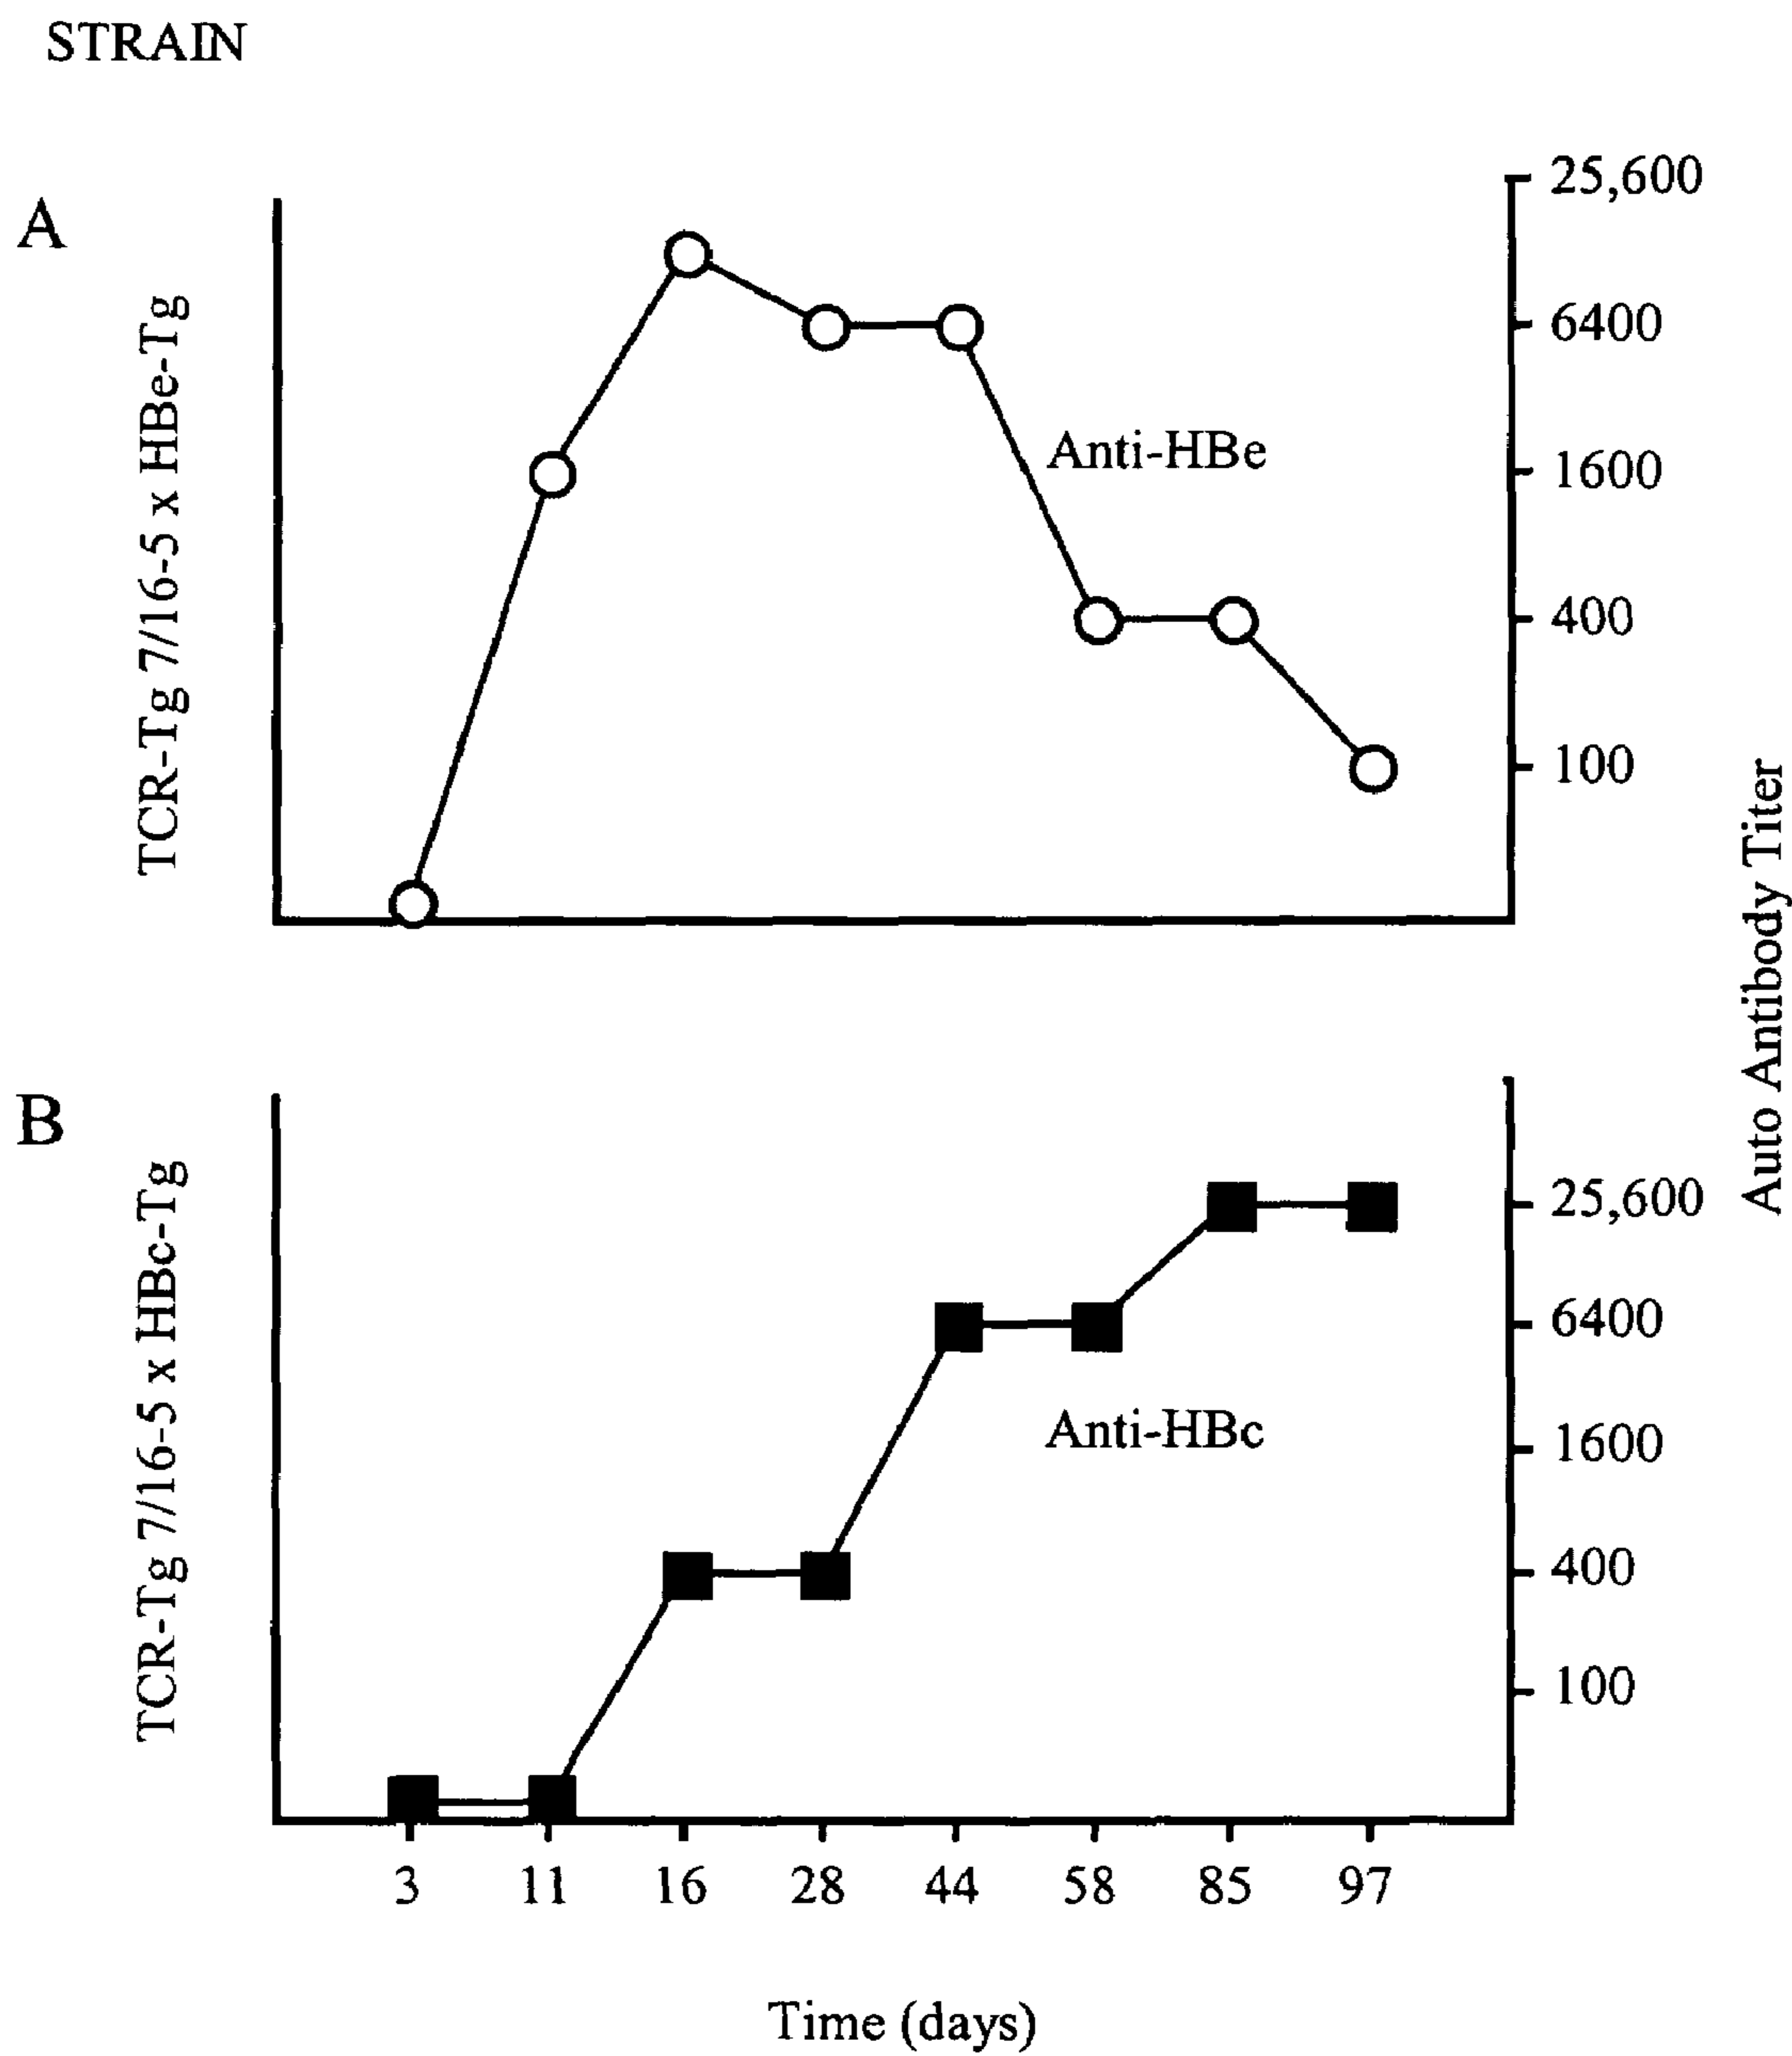 STRAIN
A
TCR-Tg 7/16-5 x HBe-Tg
25,600
6400
1600
400
100
Anti-HBe
Auto Antibody Titer
B
TCR-Tg 7/16-5 x HBc-Tg
25,600
6400
1600
400
100
Anti-HBc
3 11 16 28 44 58 85 97
Time (days)